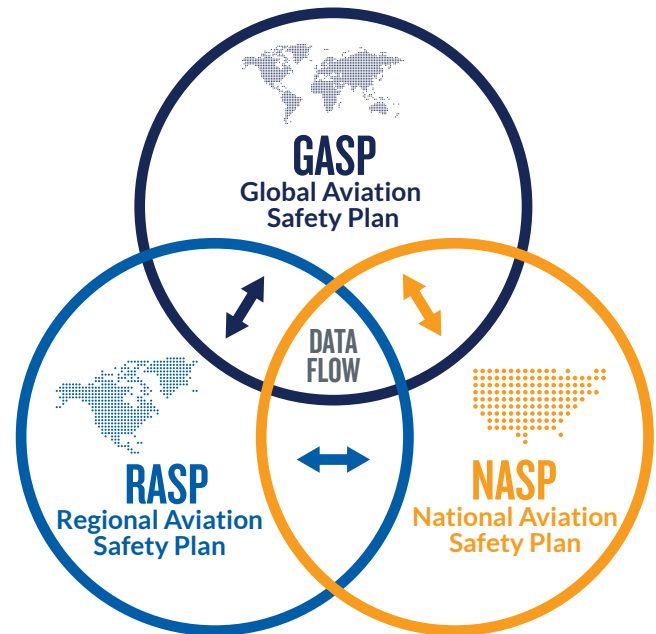 GASP
Global Aviation
Safety Plan
DATA
FLOW
RASP
Regional Aviation
Safety Plan
NASP
National Aviation
Safety Plan